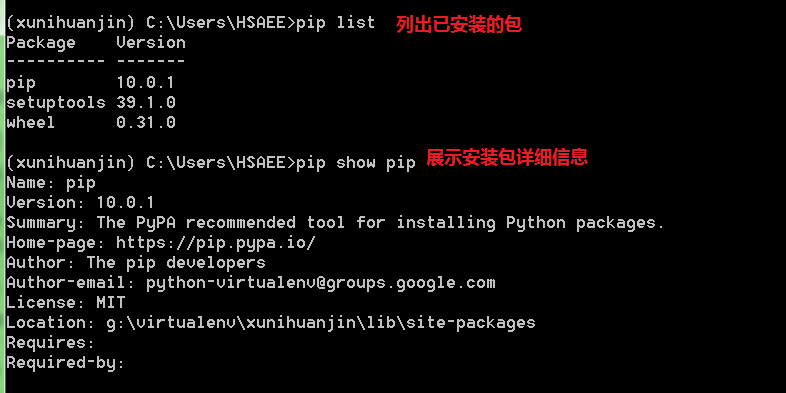 (xunihuanjin) C:\Users\HSAEE>pip list 列出已安装的包
Package    Version
---------- -------
pip        10.0.1
setuptools 39.1.0
wheel      0.31.0
(xunihuanjin) C:\Users\HSAEE>pip show pip 展示安装包详细信息
Name: pip
Version: 10.0.1
Summary: The PyPA recommended tool for installing Python packages.
Home-page: https://pip.pypa.io/
Author: The pip developers
Author-email: python-virtualenv@groups.google.com
License: MIT
Location: g:\virtualenv\xunihuanjin\lib\site-packages
Requires:
Required-by: